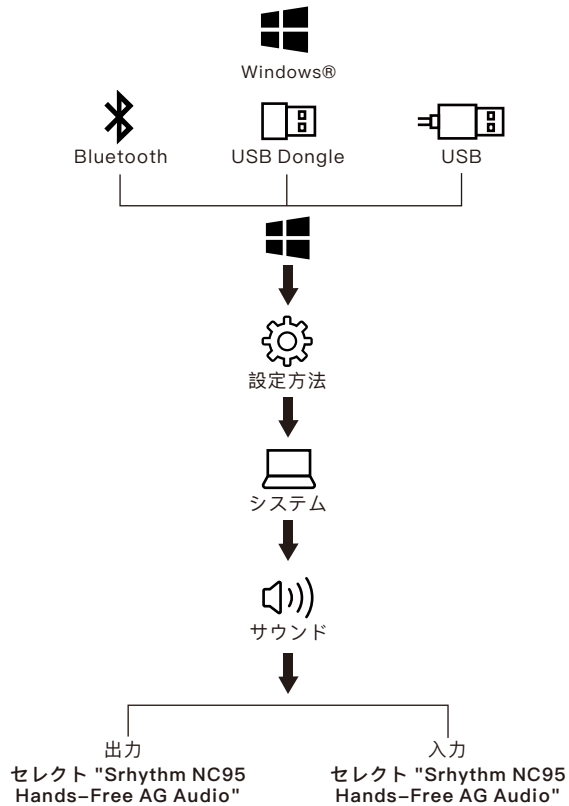 Windows®
Bluetooth
USB Dongle
USB
設定方法
システム
サウンド
出力
セレクト "Srhythm NC95
Hands-Free AG Audio"
入力
セレクト "Srhythm NC95
Hands-Free AG Audio"